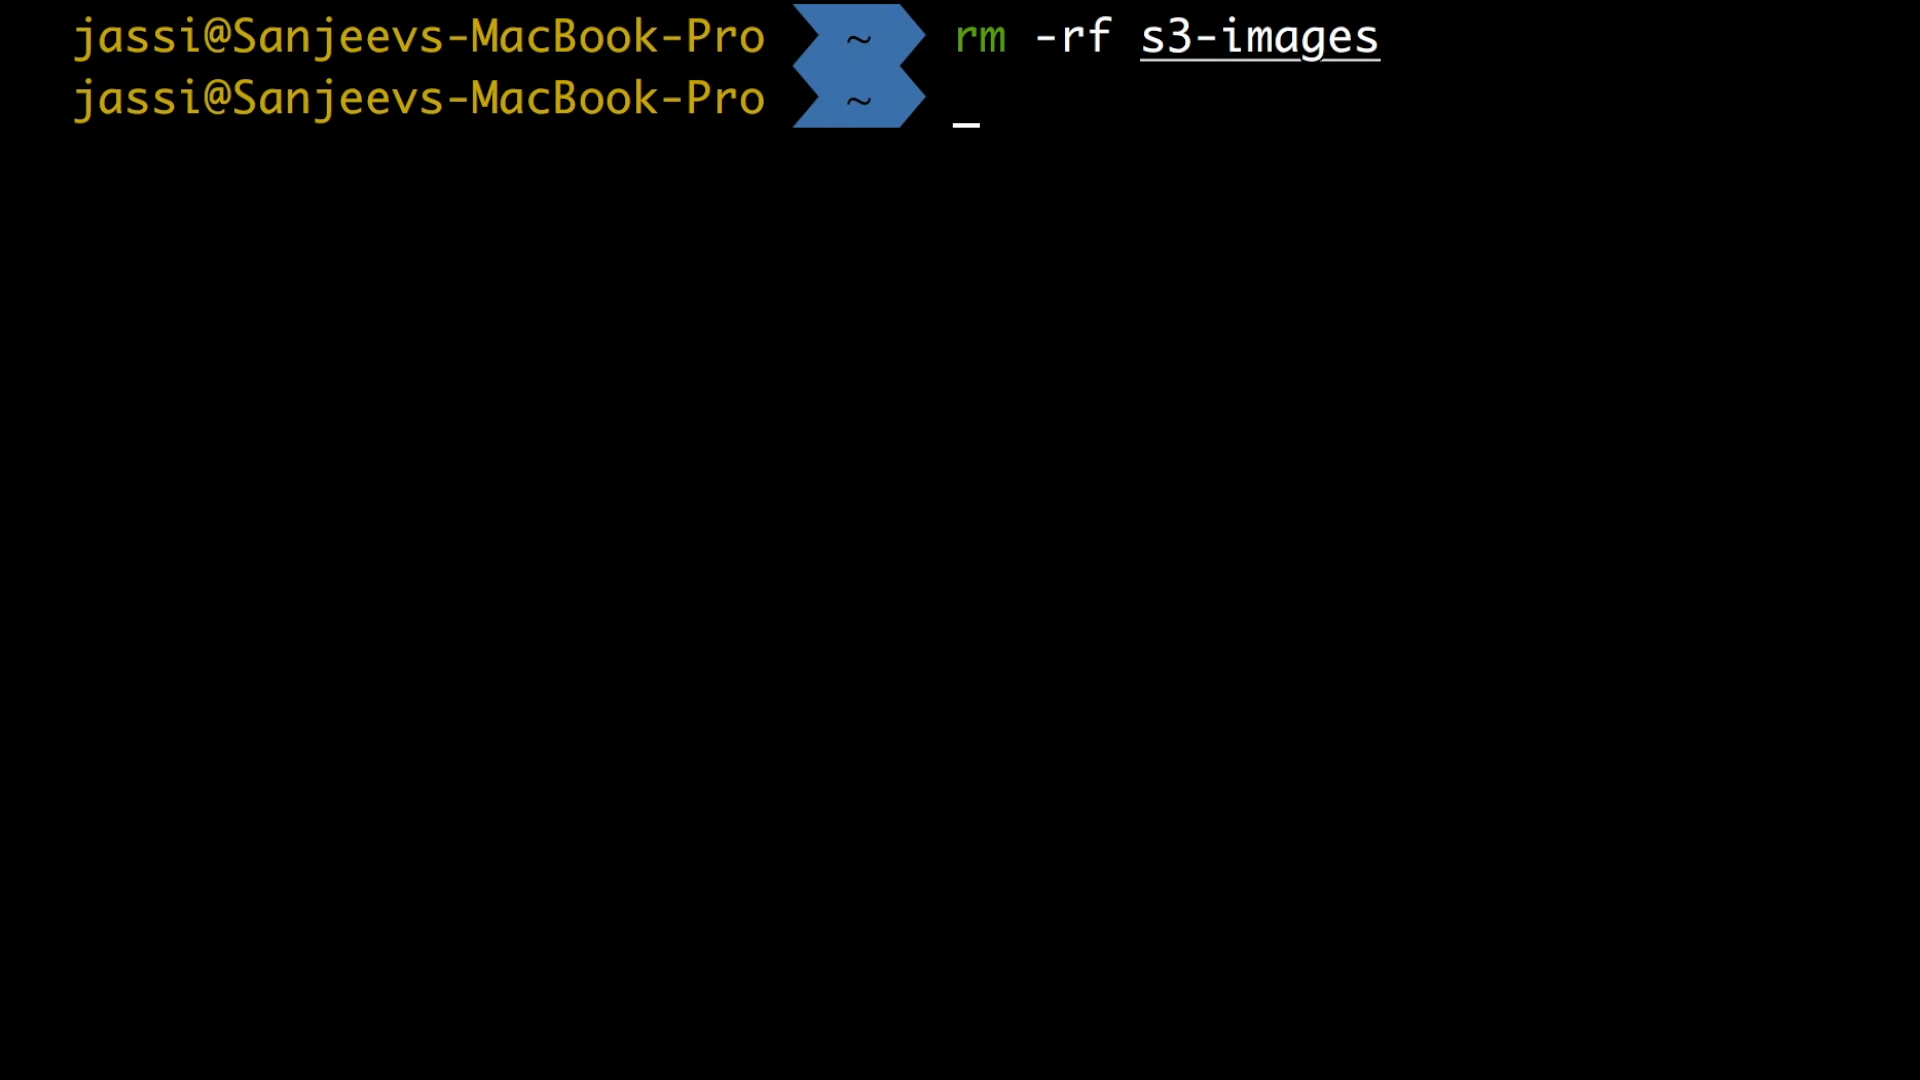 jassi@Sanjeevs-MacBook-Pro ~ rm -rf s3-images
jassi@Sanjeevs-MacBook-Pro ~ _